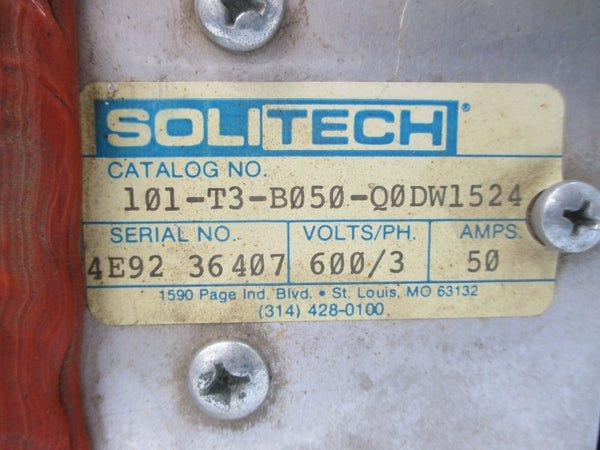 SOLITECH®
CATALOG NO.
101-T3-B050-Q0DW1524
SERIAL NO. VOLTS/PH. AMPS.
4E92 36407 600/3 50
1590 Page Ind. Blvd. • St. Louis, MO 63132
(314) 428-0100